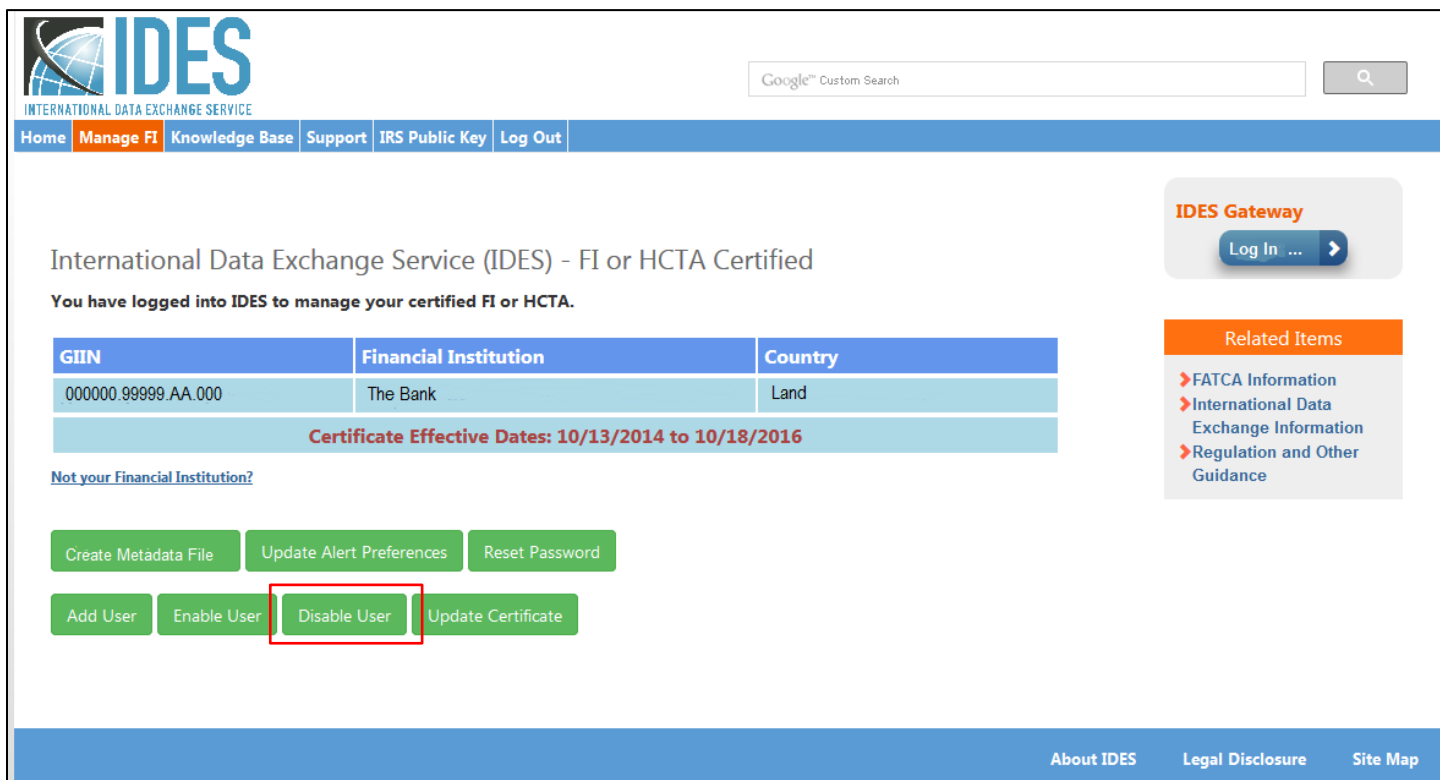 IDES
INTERNATIONAL DATA EXCHANGE SERVICE
Google™ Custom Search
Home Manage FI Knowledge Base Support IRS Public Key Log Out
IDES Gateway
Log In ...
International Data Exchange Service (IDES) - FI or HCTA Certified
You have logged into IDES to manage your certified FI or HCTA.
GIIN Financial Institution Country
000000.99999.AA.000 The Bank Land
Certificate Effective Dates: 10/13/2014 to 10/18/2016
Not your Financial Institution?
Related Items
FATCA Information
International Data
Exchange Information
Regulation and Other
Guidance
Create Metadata File Update Alert Preferences Reset Password
Add User Enable User Disable User Update Certificate
About IDES Legal Disclosure Site Map